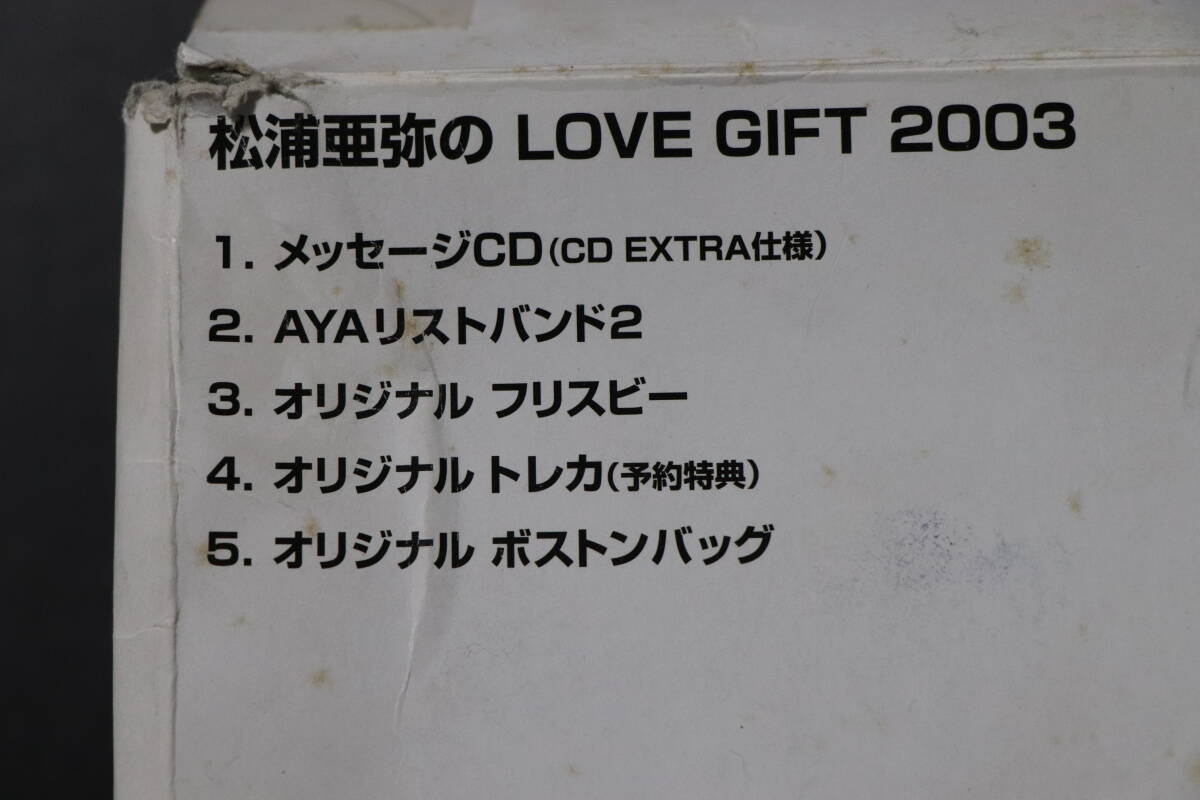 松浦亜弥の LOVE GIFT 2003
1. メッセージCD(CD EXTRA仕様)
2. AYAリストバンド2
3. オリジナル フリスビー
4. オリジナル トレカ(予約特典)
5. オリジナル ボストンバッグ